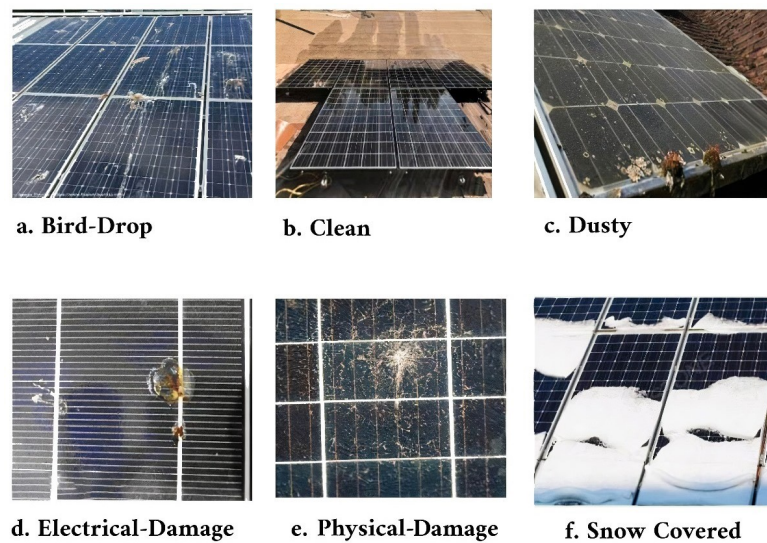 a. Bird-Drop
b. Clean
c. Dusty
d. Electrical-Damage
e. Physical-Damage
f. Snow Covered